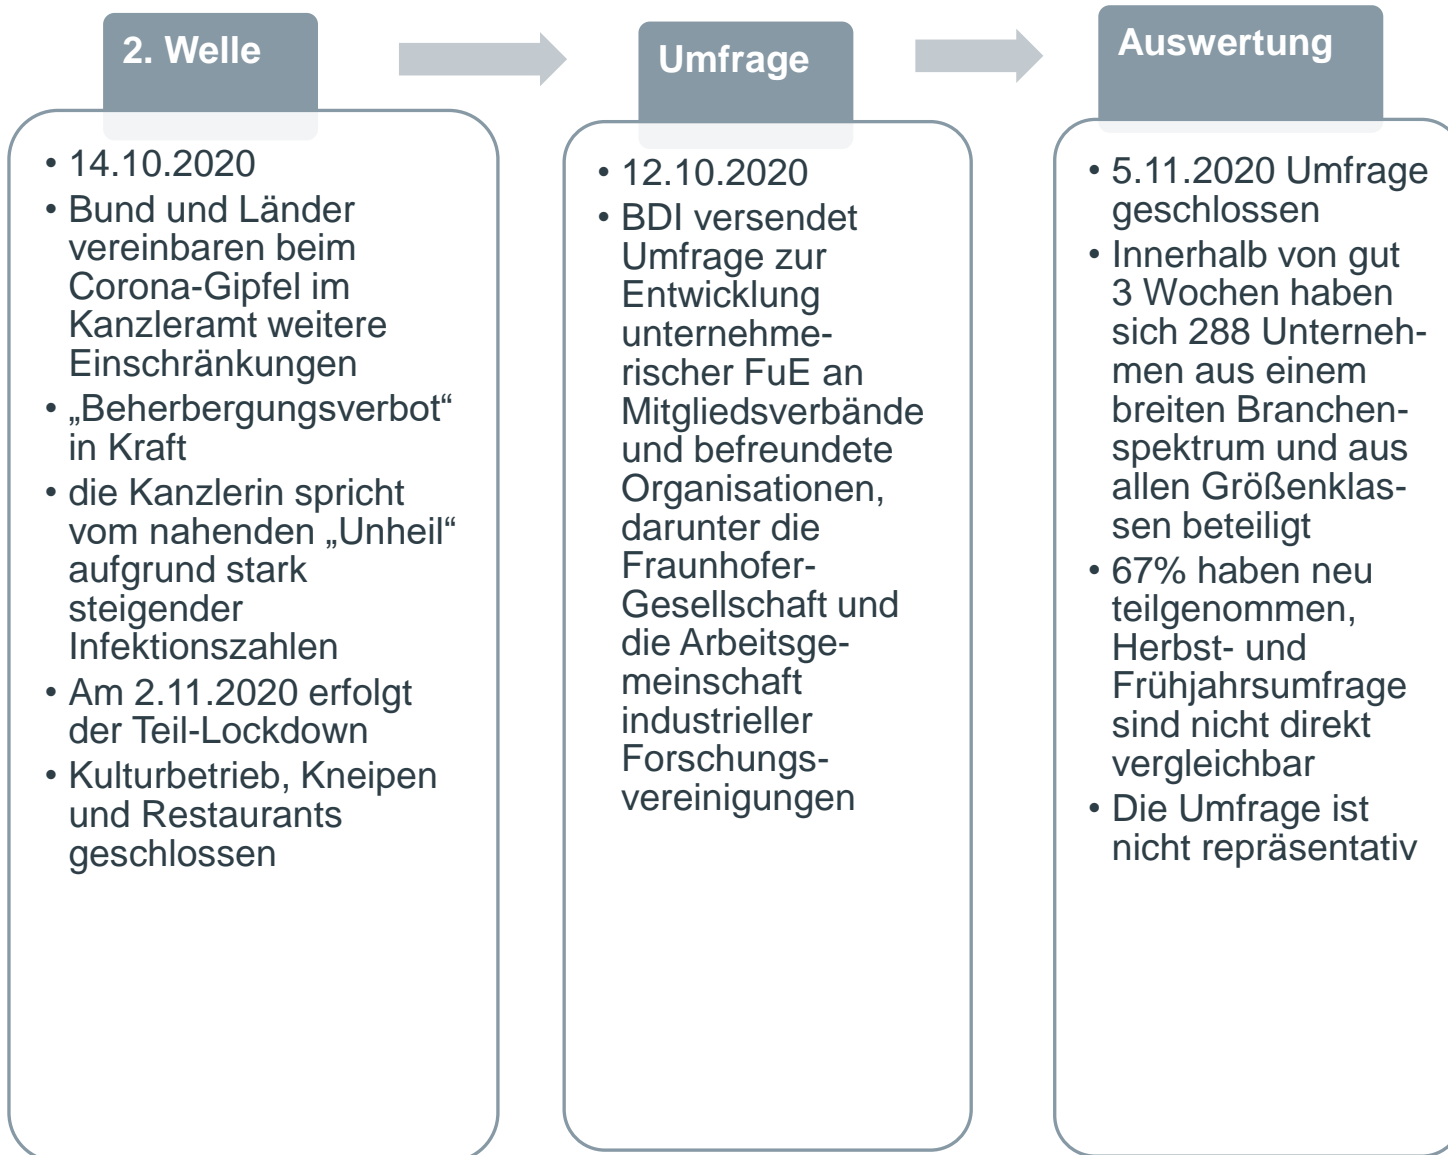 2. Welle
• 14.10.2020
• Bund und Länder
vereinbaren beim
Corona-Gipfel im
Kanzleramt weitere
Einschränkungen
• „Beherbergungsverbot“
in Kraft
• die Kanzlerin spricht
vom nahenden „Unheil“
aufgrund stark
steigender
Infektionszahlen
• Am 2.11.2020 erfolgt
der Teil-Lockdown
• Kulturbetrieb, Kneipen
und Restaurants
geschlossen
Umfrage
• 12.10.2020
• BDI versendet
Umfrage zur
Entwicklung
unternehme-
rischer FuE an
Mitgliedsverbände
und befreundete
Organisationen,
darunter die
Fraunhofer-
Gesellschaft und
die Arbeitsge-
meinschaft
industrieller
Forschungs-
vereinigungen
Auswertung
• 5.11.2020 Umfrage
geschlossen
• Innerhalb von gut
3 Wochen haben
sich 288 Unterneh-
men aus einem
breiten Branchen-
spektrum und aus
allen Größenklas-
sen beteiligt
• 67% haben neu
teilgenommen,
Herbst- und
Frühjahrsumfrage
sind nicht direkt
vergleichbar
• Die Umfrage ist
nicht repräsentativ